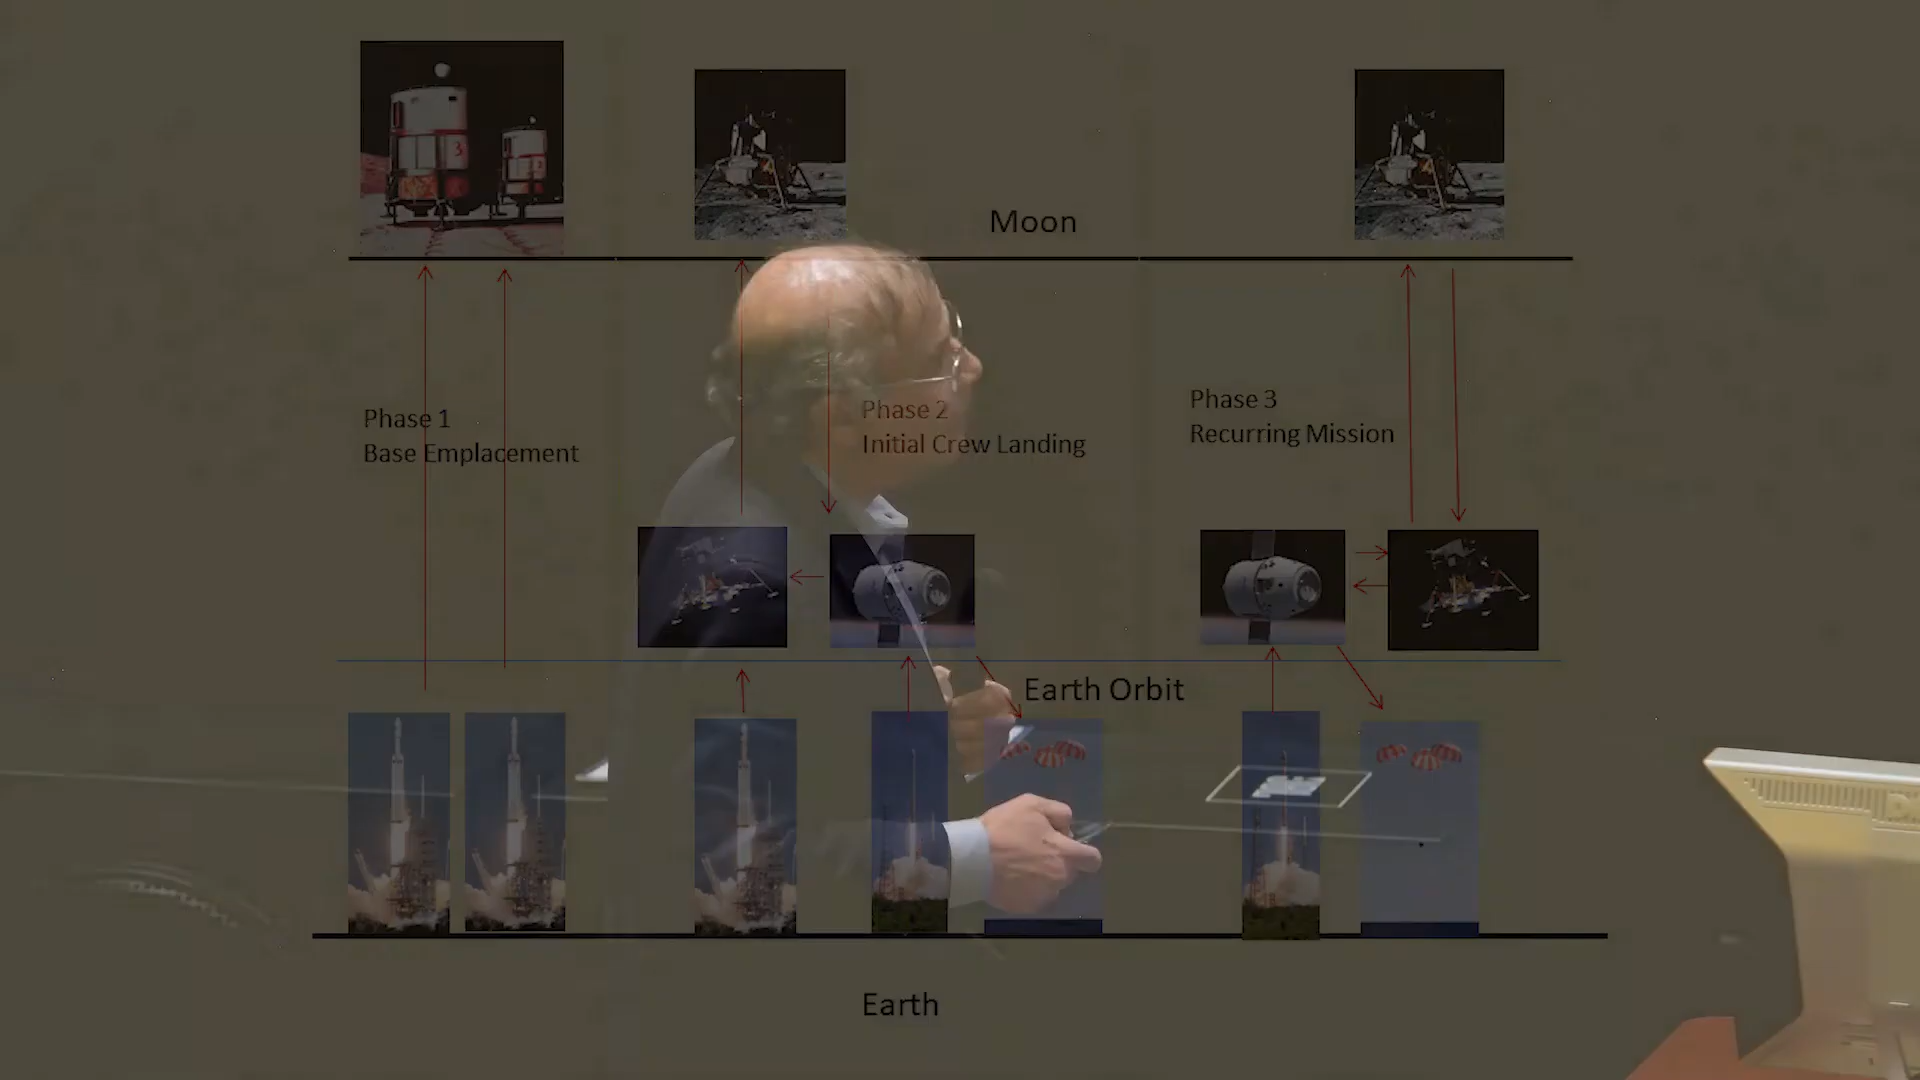 Moon
Phase 1
Base Emplacement
Phase 2
Initial Crew Landing
Phase 3
Recurring Mission
Earth Orbit
Earth